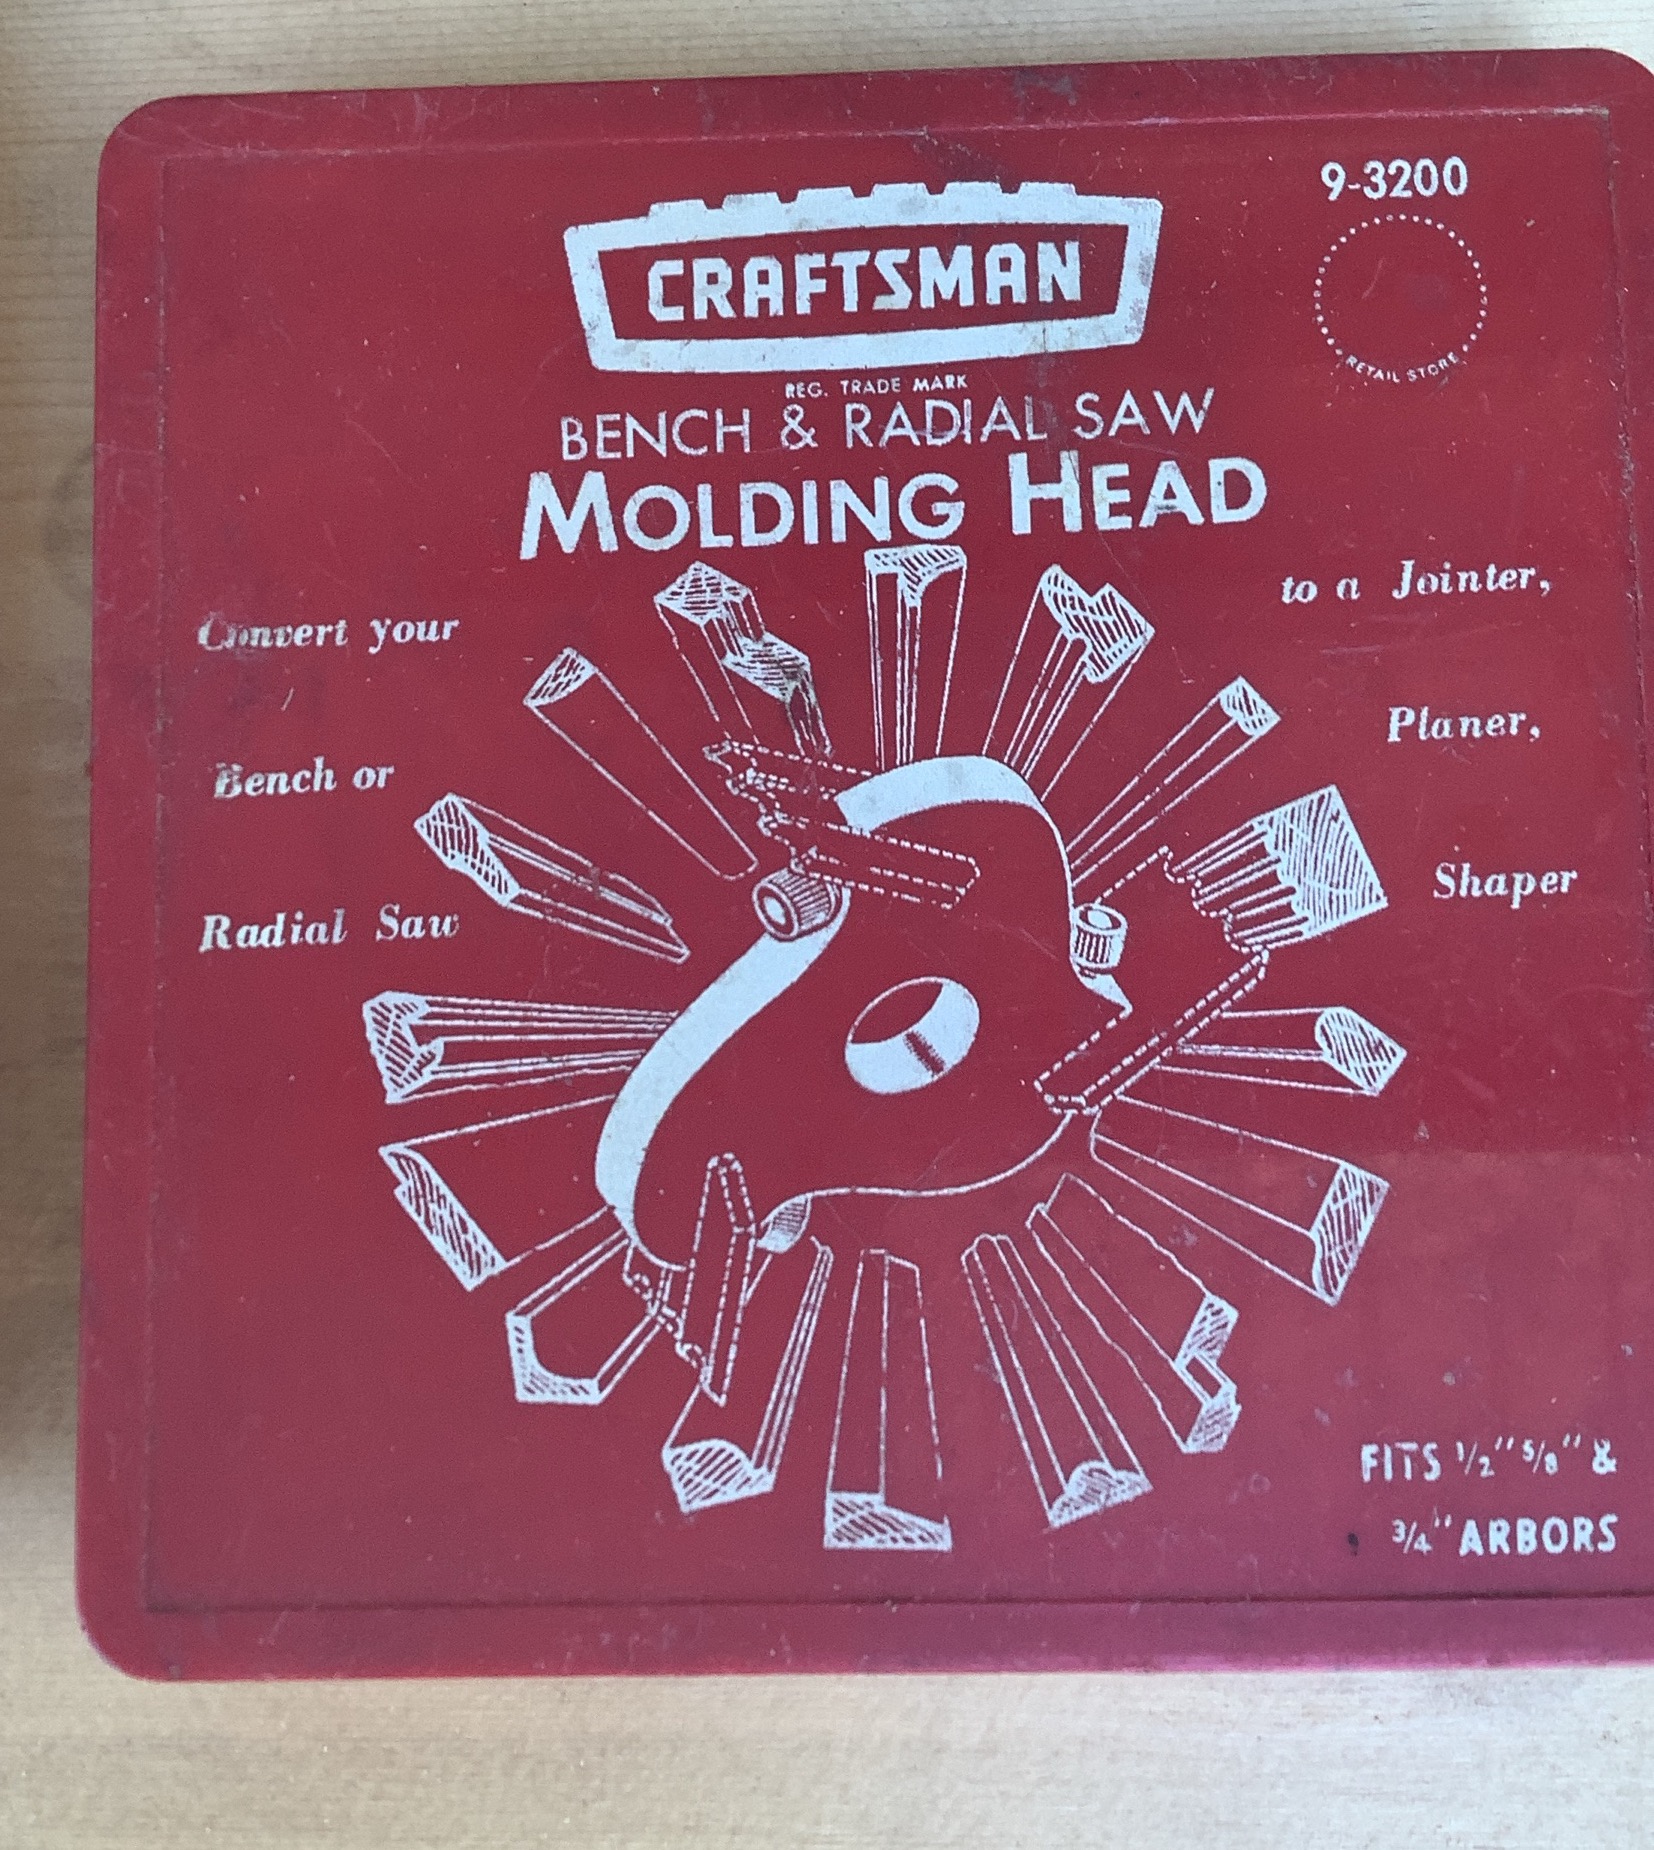 9-3200
CRAFTSMAN
RETAIL STORE
REG. TRADE MARK
BENCH & RADIAL SAW
MOLDING HEAD
Convert your
Bench or
Radial Saw
to a Jointer,
Planer,
Shaper
FITS 1/2" 5/8" &
3/4" ARBORS